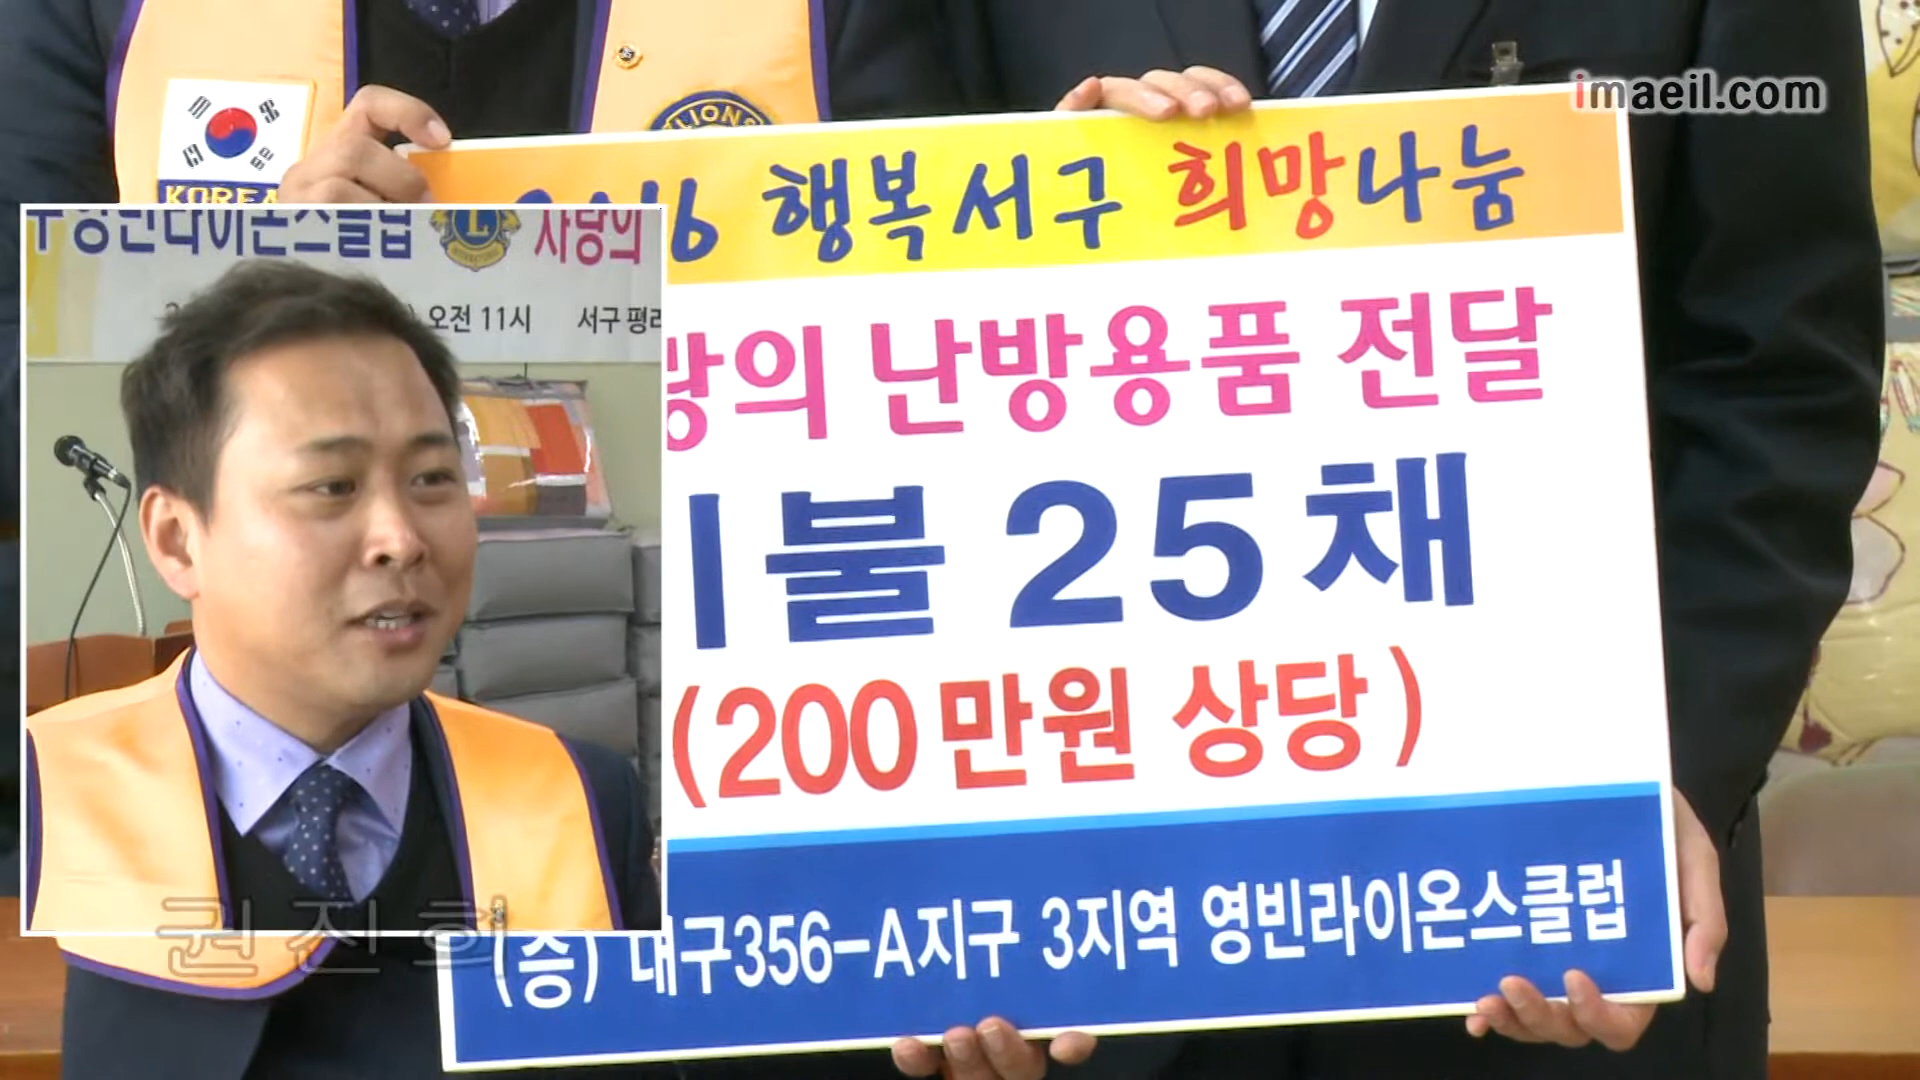 imaeil.com
LIONS
KOREA
행복서구 희망나눔
난방용품 전달
불 25채
(200만원 상당)
(증) 대구356-A지구 3지역 영빈라이온스클럽
영빈라이온스클럽 L 사랑의
오전 11시 서구 평리
권진회